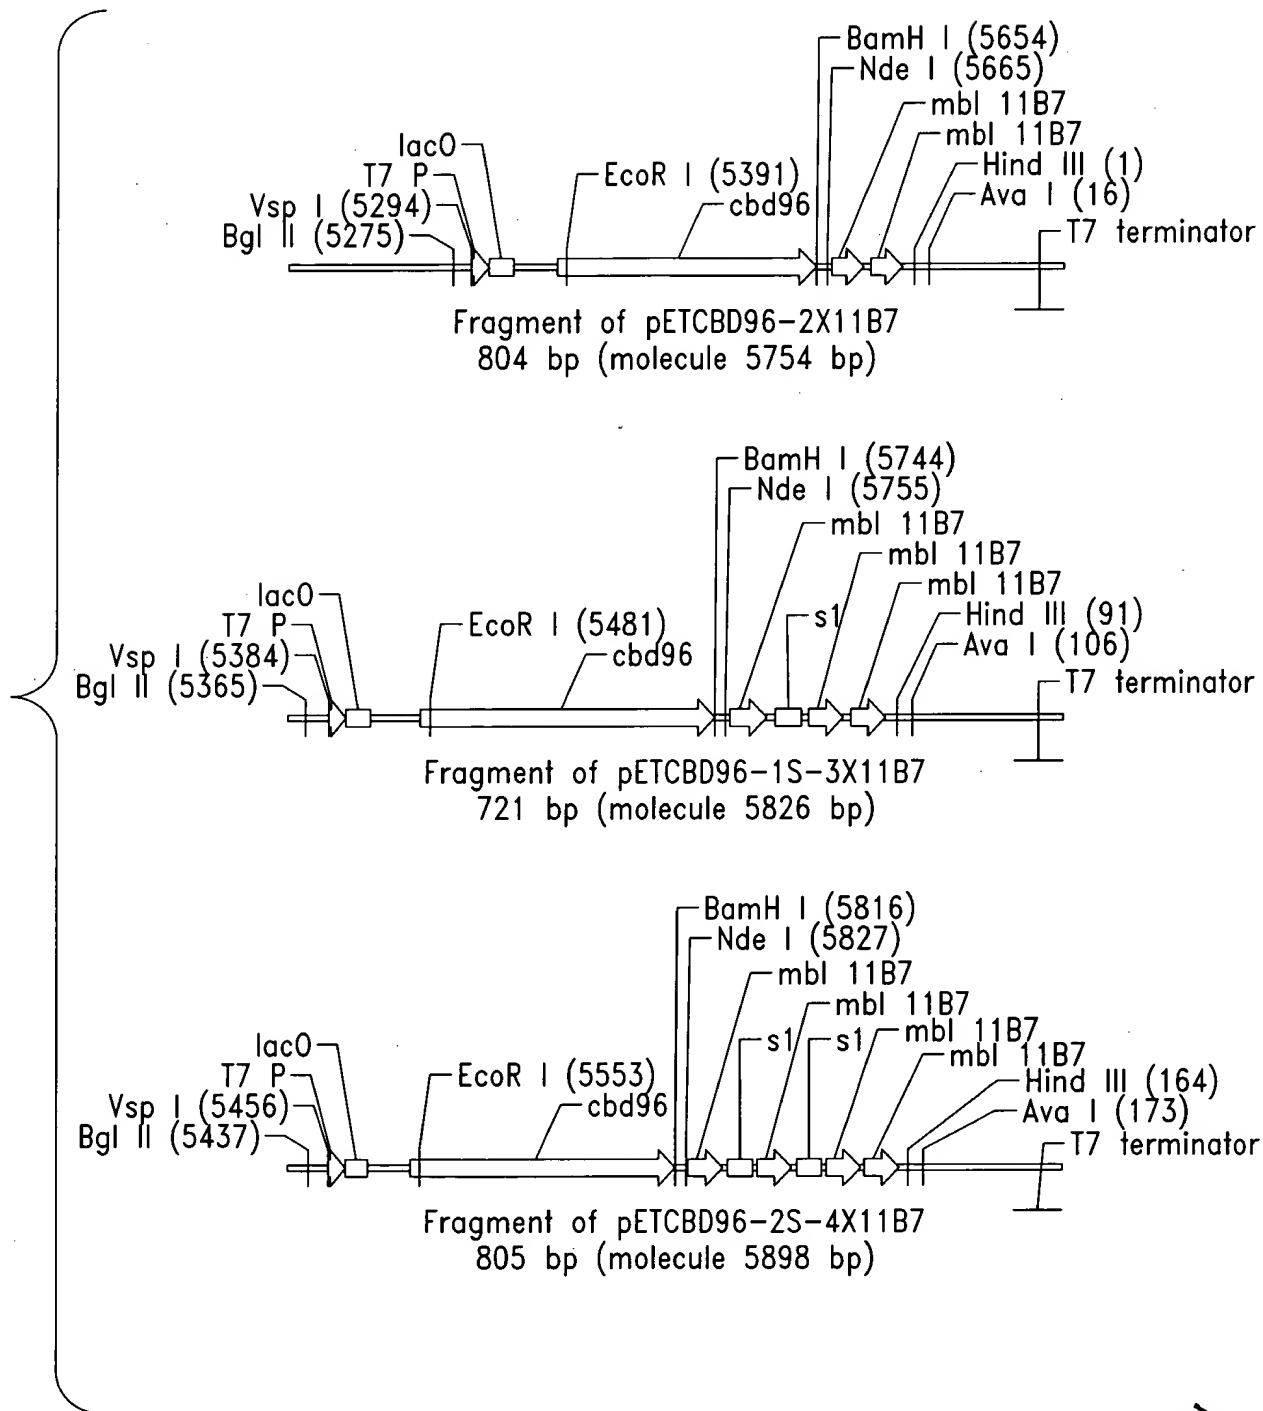 BamH I (5654)
Nde I (5665)
mbl 11B7
mbl 11B7
lacO
Hind III (1)
T7 P
EcoR I (5391)
Ava I (16)
Vsp I (5294)
cbd96
Bgl II (5275)
T7 terminator
Fragment of pETCBD96-2X11B7
804 bp (molecule 5754 bp)
BamH I (5744)
Nde I (5755)
mbl 11B7
mbl 11B7
mbl 11B7
lacO
s1
Hind III (91)
T7 P
EcoR I (5481)
Ava I (106)
Vsp I (5384)
cbd96
Bgl II (5365)
T7 terminator
Fragment of pETCBD96-1S-3X11B7
721 bp (molecule 5826 bp)
BamH I (5816)
Nde I (5827)
mbl 11B7
mbl 11B7
mbl 11B7
lacO
s1
s1
mbl 11B7
T7 P
EcoR I (5553)
Hind III (164)
Vsp I (5456)
cbd96
Ava I (173)
Bgl II (5437)
T7 terminator
Fragment of pETCBD96-2S-4X11B7
805 bp (molecule 5898 bp)